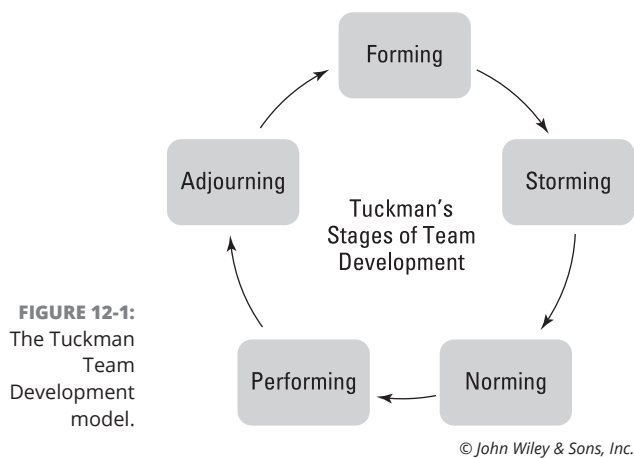 Forming
Storming
Norming
Performing
Adjourning
Tuckman's
Stages of Team
Development
FIGURE 12-1:
The Tuckman
Team
Development
model.
© John Wiley & Sons, Inc.